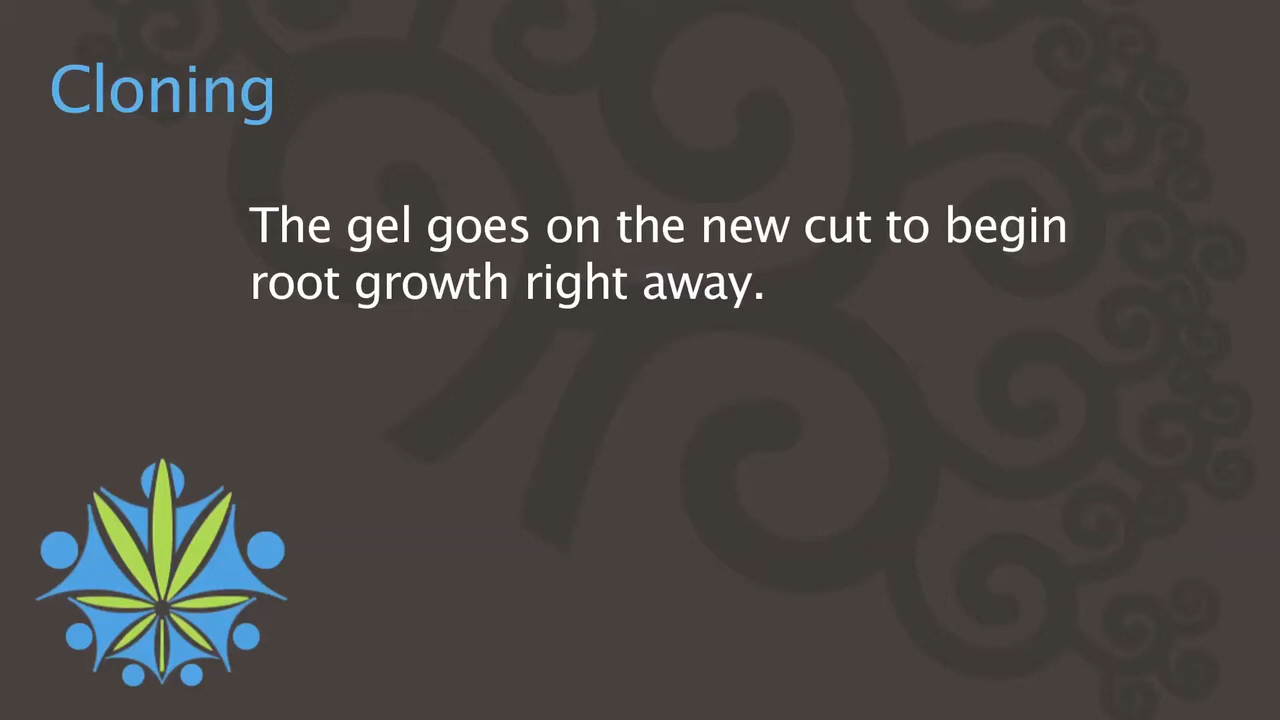 Cloning
The gel goes on the new cut to begin
root growth right away.